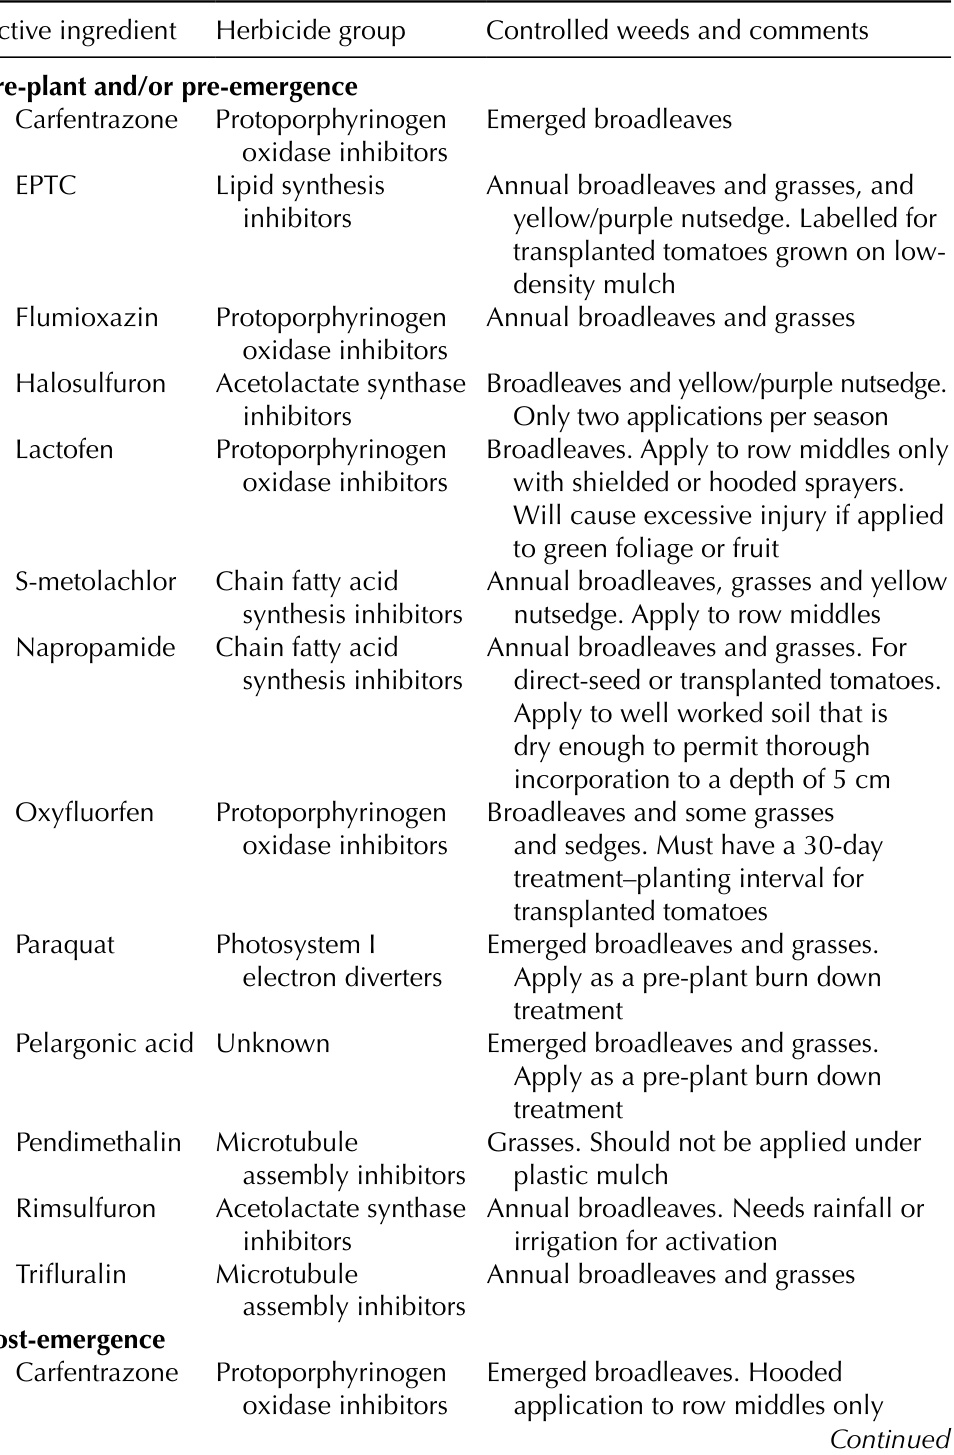 ctive ingredient Herbicide group Controlled weeds and comments
re-plant and/or pre-emergence
Carfentrazone Protoporphyrinogen Emerged broadleaves
oxidase inhibitors
EPTC Lipid synthesis Annual broadleaves and grasses, and
inhibitors yellow/purple nutsedge. Labelled for
transplanted tomatoes grown on low-
density mulch
Flumioxazin Protoporphyrinogen Annual broadleaves and grasses
oxidase inhibitors
Halosulfuron Acetolactate synthase Broadleaves and yellow/purple nutsedge.
inhibitors Only two applications per season
Lactofen Protoporphyrinogen Broadleaves. Apply to row middles only
oxidase inhibitors with shielded or hooded sprayers.
Will cause excessive injury if applied
to green foliage or fruit
S-metolachlor Chain fatty acid Annual broadleaves, grasses and yellow
synthesis inhibitors nutsedge. Apply to row middles
Napropamide Chain fatty acid Annual broadleaves and grasses. For
synthesis inhibitors direct-seed or transplanted tomatoes.
Apply to well worked soil that is
dry enough to permit thorough
incorporation to a depth of 5 cm
Oxyfluorfen Protoporphyrinogen Broadleaves and some grasses
oxidase inhibitors and sedges. Must have a 30-day
treatment–planting interval for
transplanted tomatoes
Paraquat Photosystem I Emerged broadleaves and grasses.
electron diverters Apply as a pre-plant burn down
treatment
Pelargonic acid Unknown Emerged broadleaves and grasses.
Apply as a pre-plant burn down
treatment
Pendimethalin Microtubule Grasses. Should not be applied under
assembly inhibitors plastic mulch
Rimsulfuron Acetolactate synthase Annual broadleaves. Needs rainfall or
inhibitors irrigation for activation
Trifluralin Microtubule Annual broadleaves and grasses
assembly inhibitors
ost-emergence
Carfentrazone Protoporphyrinogen Emerged broadleaves. Hooded
oxidase inhibitors application to row middles only
Continued